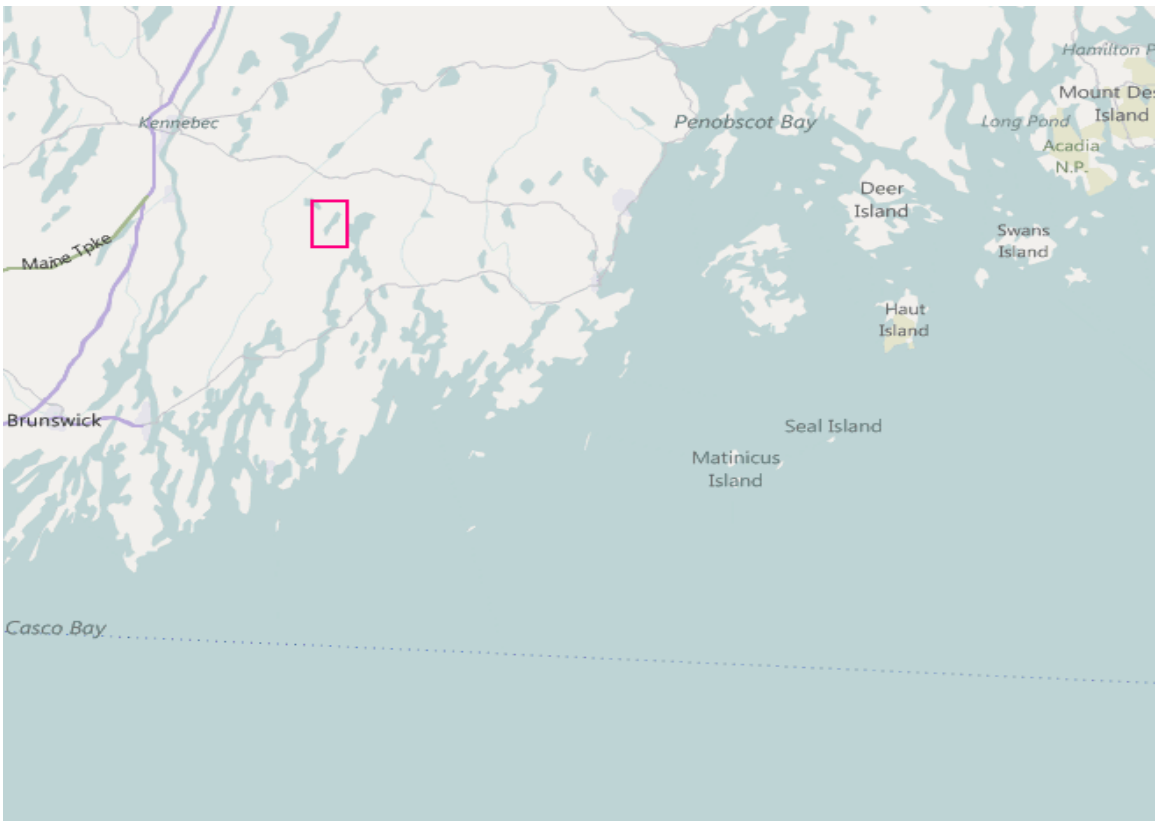 Hamilton P
Mount Des
Island
Kennebec
Penobscot Bay
Long Pond
Acadia
N.P.
Deer
Island
Swans
Island
Maine Tpke
Haut
Island
Brunswick
Seal Island
Matinicus
Island
Casco Bay